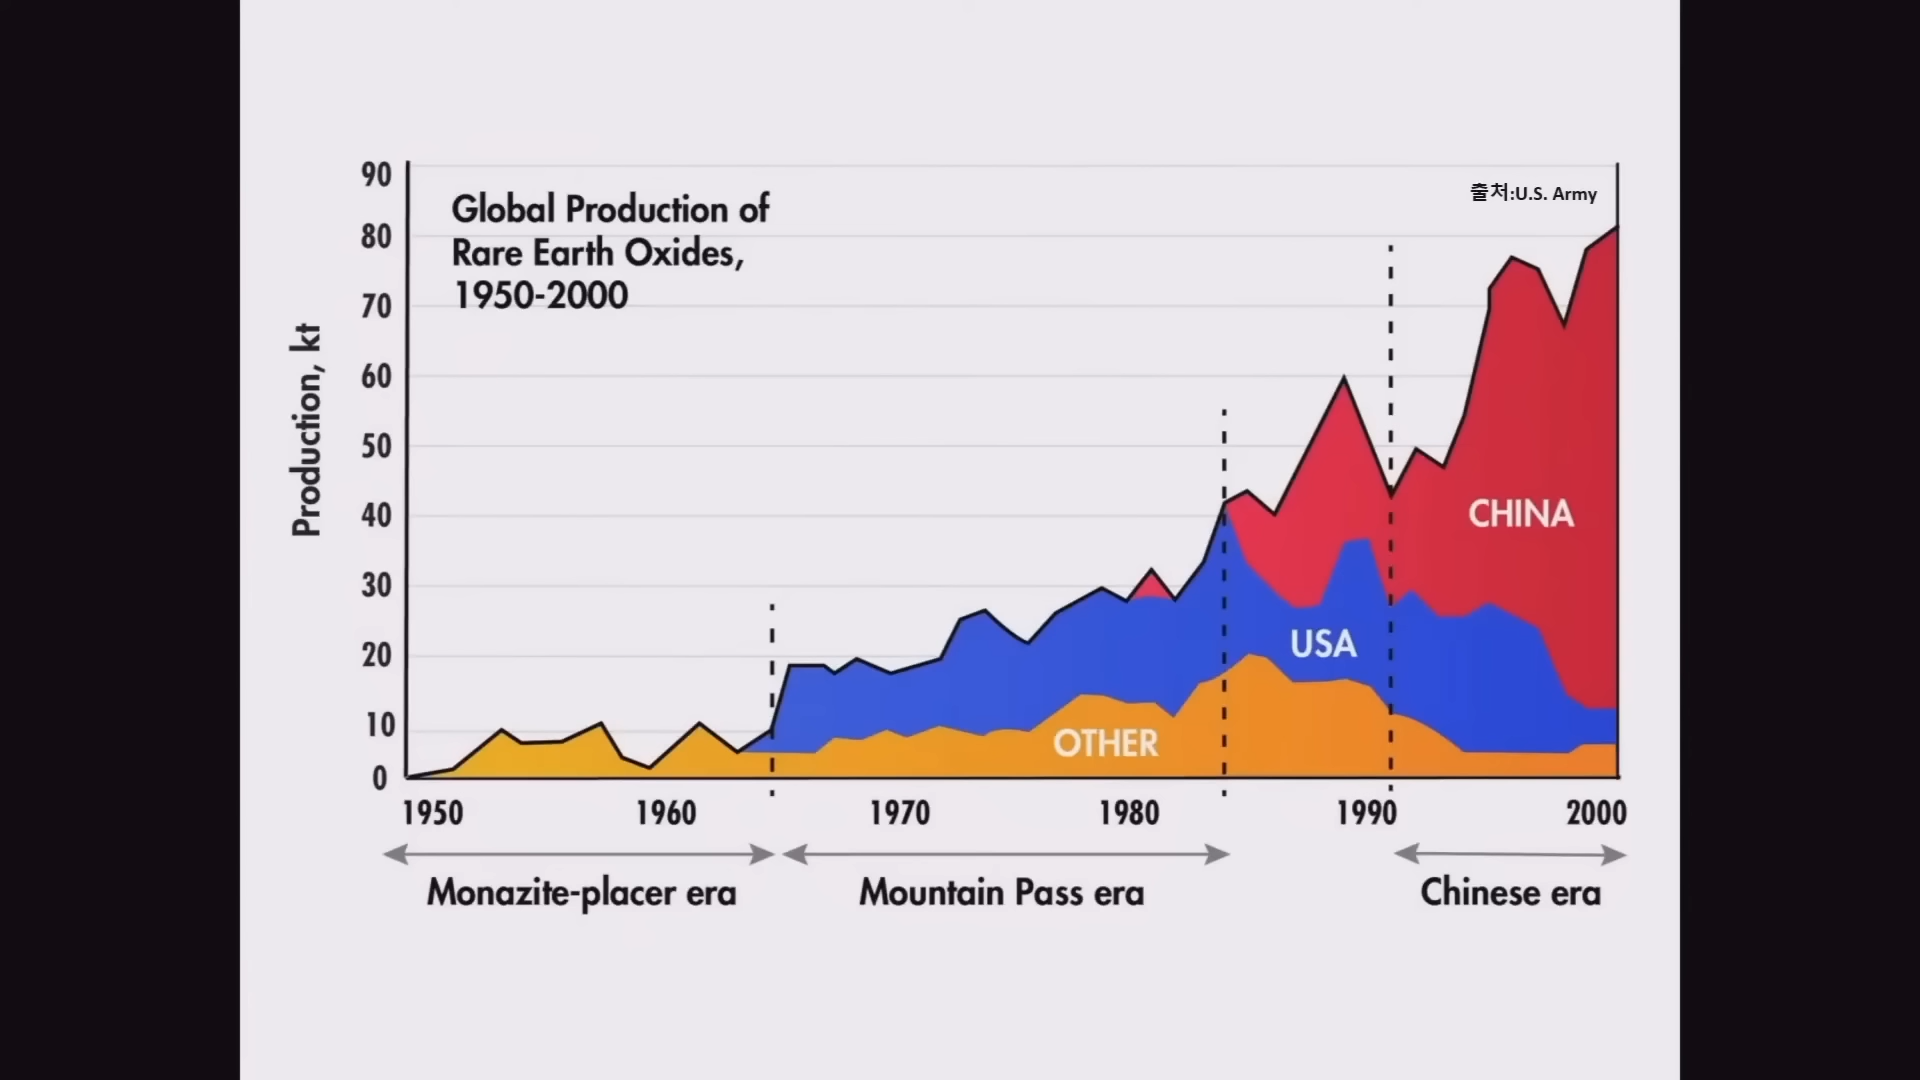 Global Production of
Rare Earth Oxides,
1950-2000
출처:U.S. Army
Production, kt
90
80
70
60
50
40
30
20
10
0
CHINA
USA
OTHER
1950 1960 1970 1980 1990 2000
Monazite-placer era Mountain Pass era Chinese era